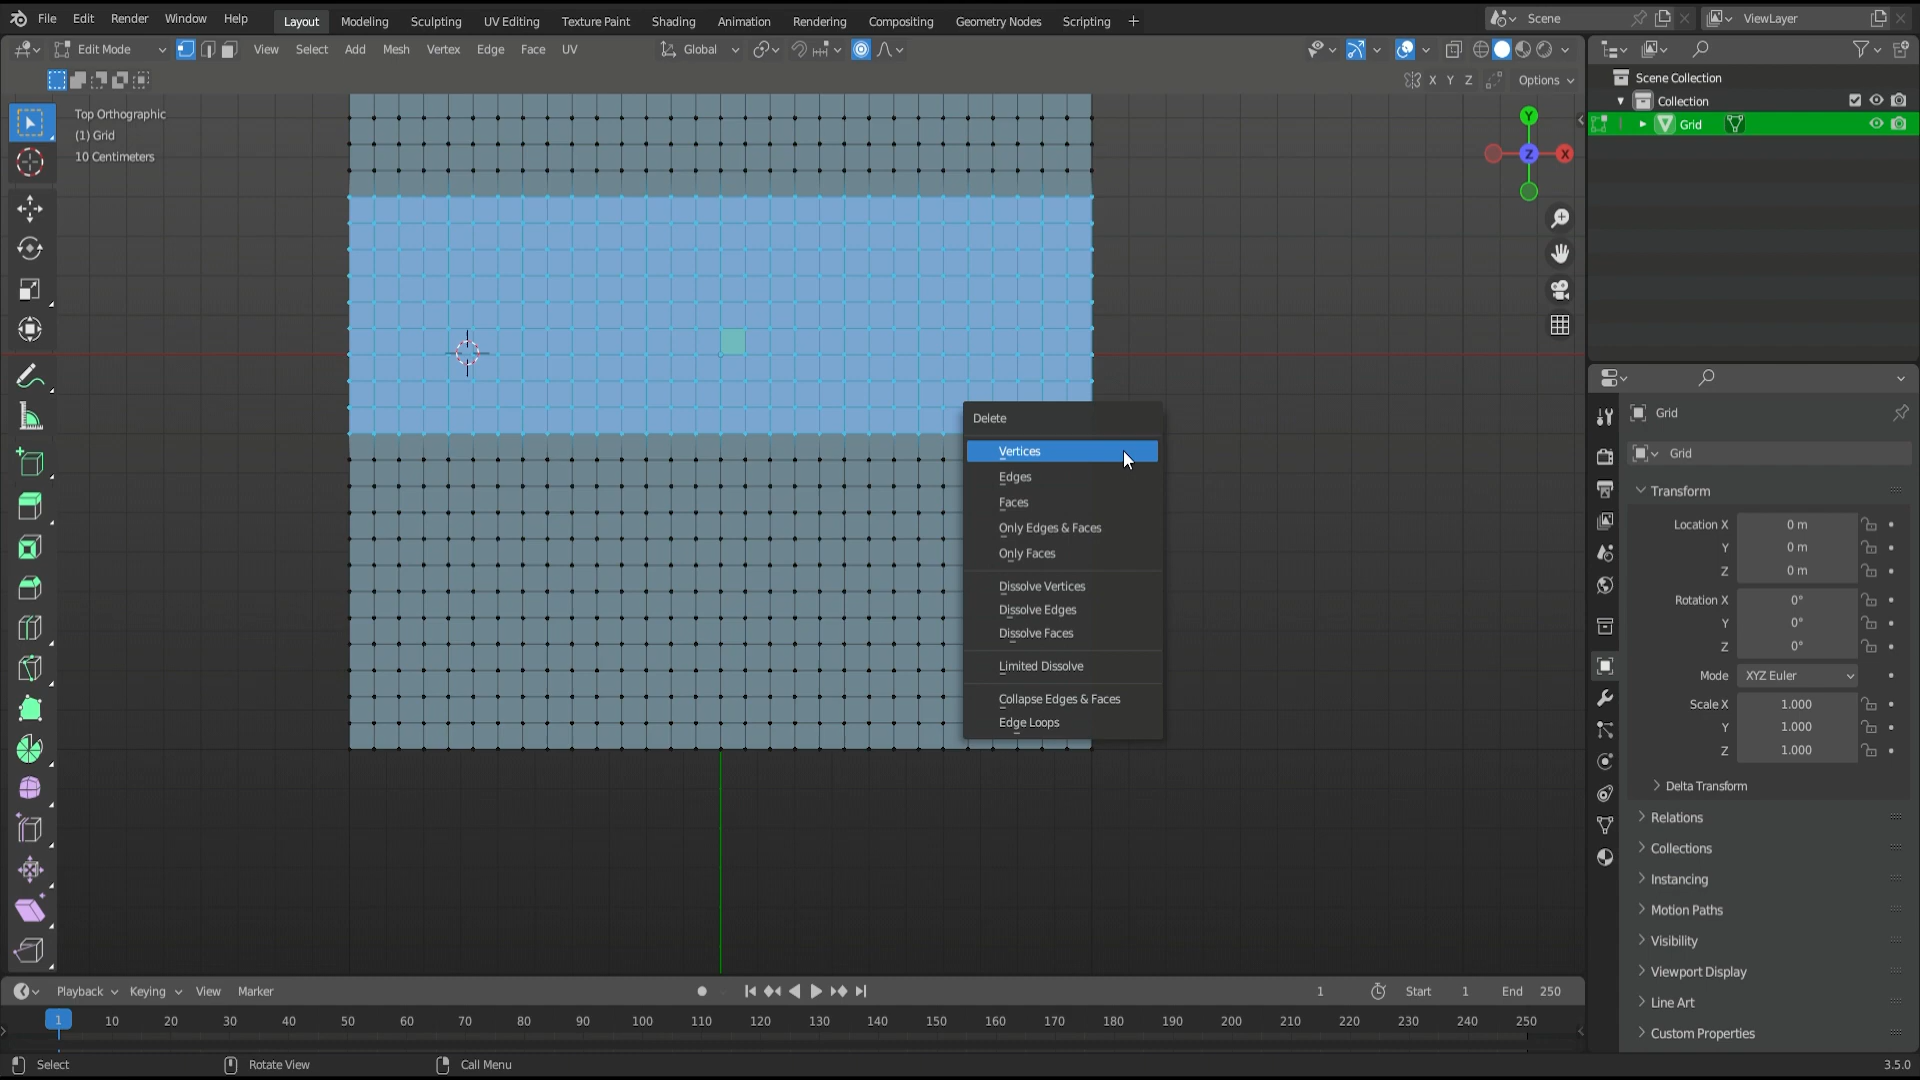 File Edit Render Window Help Layout Modeling Sculpting UV Editing Texture Paint Shading Animation Rendering Compositing Geometry Nodes Scripting + Scene ViewLayer
Edit Mode View Select Add Mesh Vertex Edge Face UV Global
X Y Z Options
Top Orthographic
(1) Grid
10 Centimeters
Y
Z
X
Scene Collection
Collection
Grid
Delete
Vertices
Edges
Faces
Only Edges & Faces
Only Faces
Dissolve Vertices
Dissolve Edges
Dissolve Faces
Limited Dissolve
Collapse Edges & Faces
Edge Loops
Grid
Grid
Transform
Location X 0 m
Y 0 m
Z 0 m
Rotation X 0°
Y 0°
Z 0°
Mode XYZ Euler
Scale X 1.000
Y 1.000
Z 1.000
Delta Transform
Relations
Collections
Instancing
Motion Paths
Visibility
Viewport Display
Line Art
Custom Properties
Playback Keying View Marker 1 Start 1 End 250
1 10 20 30 40 50 60 70 80 90 100 110 120 130 140 150 160 170 180 190 200 210 220 230 240 250
Select Rotate View Call Menu 3.5.0